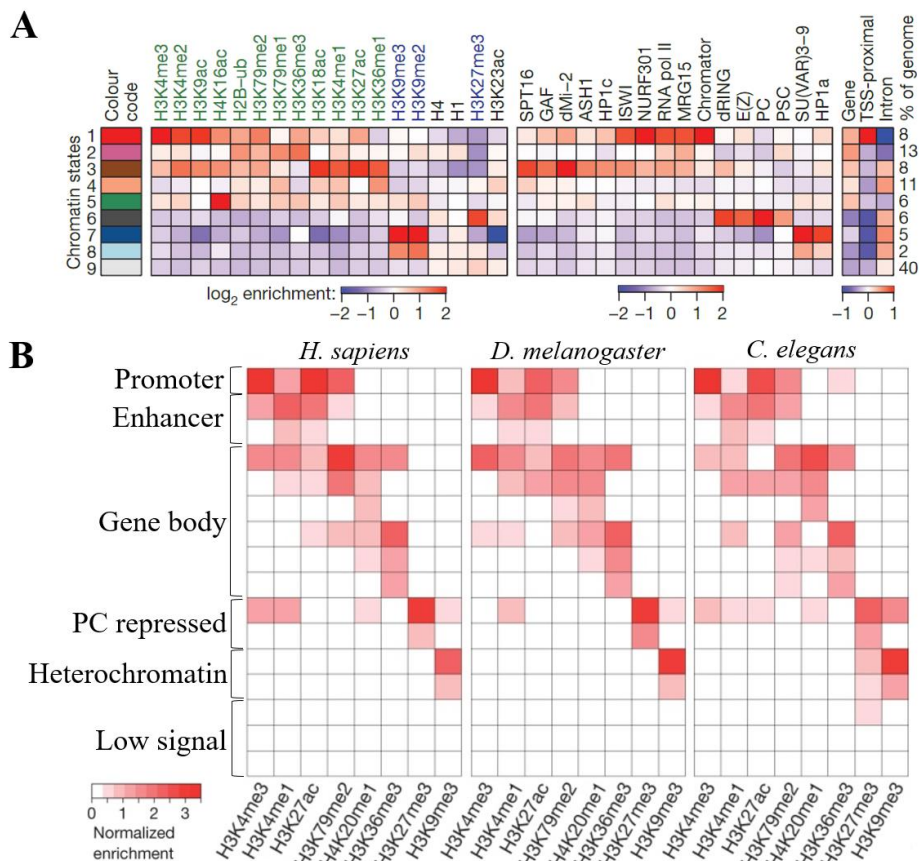 A
Colour code
H3K4me3
H3K4me2
H3K9ac
H4K16ac
H2B-ub
H3K79me2
H3K79me1
H3K36me3
H3K18ac
H3K4me1
H3K27ac
H3K36me1
H3K9me3
H3K9me2
H4
H1
H3K27me3
H3K23ac
SPT16
GAF
dMi-2
ASH1
HP1c
ISWI
NURF301
RNA pol II
MRG15
Chromator
dRING
E(Z)
PC
PSC
SU(VAR)3-9
HP1a
Gene
TSS-proximal
Intron
% of genome
Chromatin states
1 8
2 13
3 8
4 11
5 6
6 6
7 5
8 2
9 40
log2 enrichment: −2 −1 0 1 2
−2 −1 0 1 2
−1 0 1
B
H. sapiens D. melanogaster C. elegans
Promoter
Enhancer
Gene body
PC repressed
Heterochromatin
Low signal
0 1 2 3
Normalized
enrichment
H3K4me3
H3K4me1
H3K27ac
H3K79me2
H4K20me1
H3K36me3
H3K27me3
H3K9me3
H3K4me3
H3K4me1
H3K27ac
H3K79me2
H4K20me1
H3K36me3
H3K27me3
H3K9me3
H3K4me3
H3K4me1
H3K27ac
H3K79me2
H4K20me1
H3K36me3
H3K27me3
H3K9me3